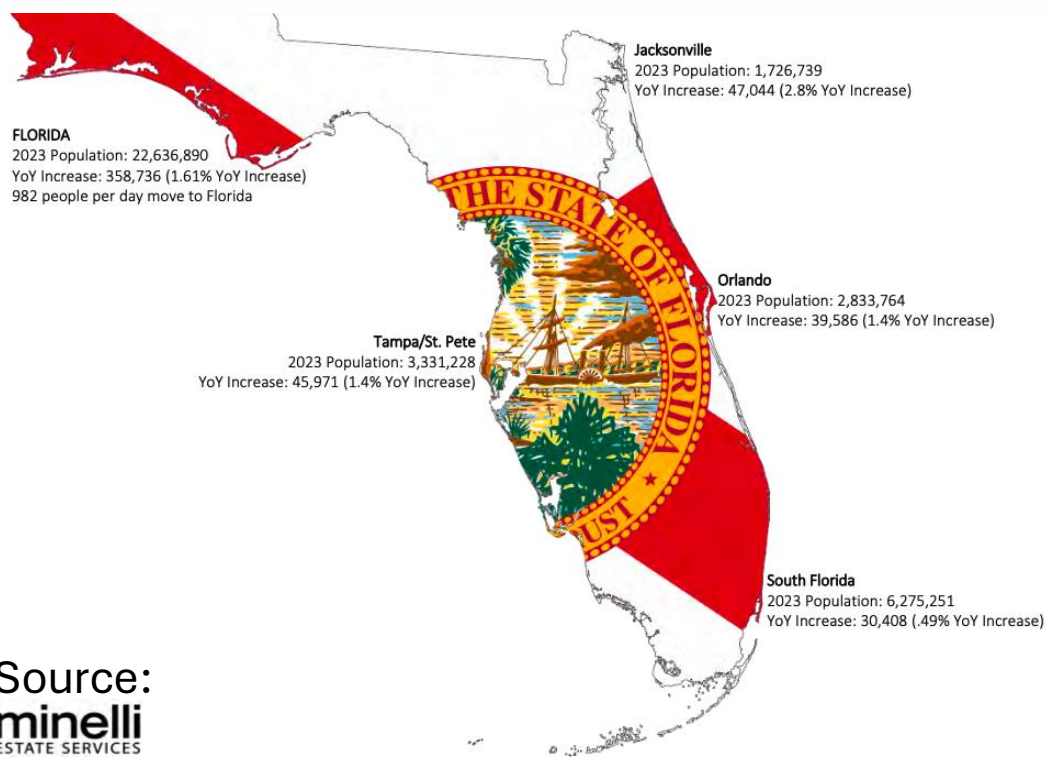 Jacksonville
2023 Population: 1,726,739
YoY Increase: 47,044 (2.8% YoY Increase)
FLORIDA
2023 Population: 22,636,890
YoY Increase: 358,736 (1.61% YoY Increase)
982 people per day move to Florida
THE STATE OF FLORIDA
UST
Orlando
2023 Population: 2,833,764
YoY Increase: 39,586 (1.4% YoY Increase)
Tampa/St. Pete
2023 Population: 3,331,228
YoY Increase: 45,971 (1.4% YoY Increase)
South Florida
2023 Population: 6,275,251
YoY Increase: 30,408 (.49% YoY Increase)
Source:
minelli
ESTATE SERVICES